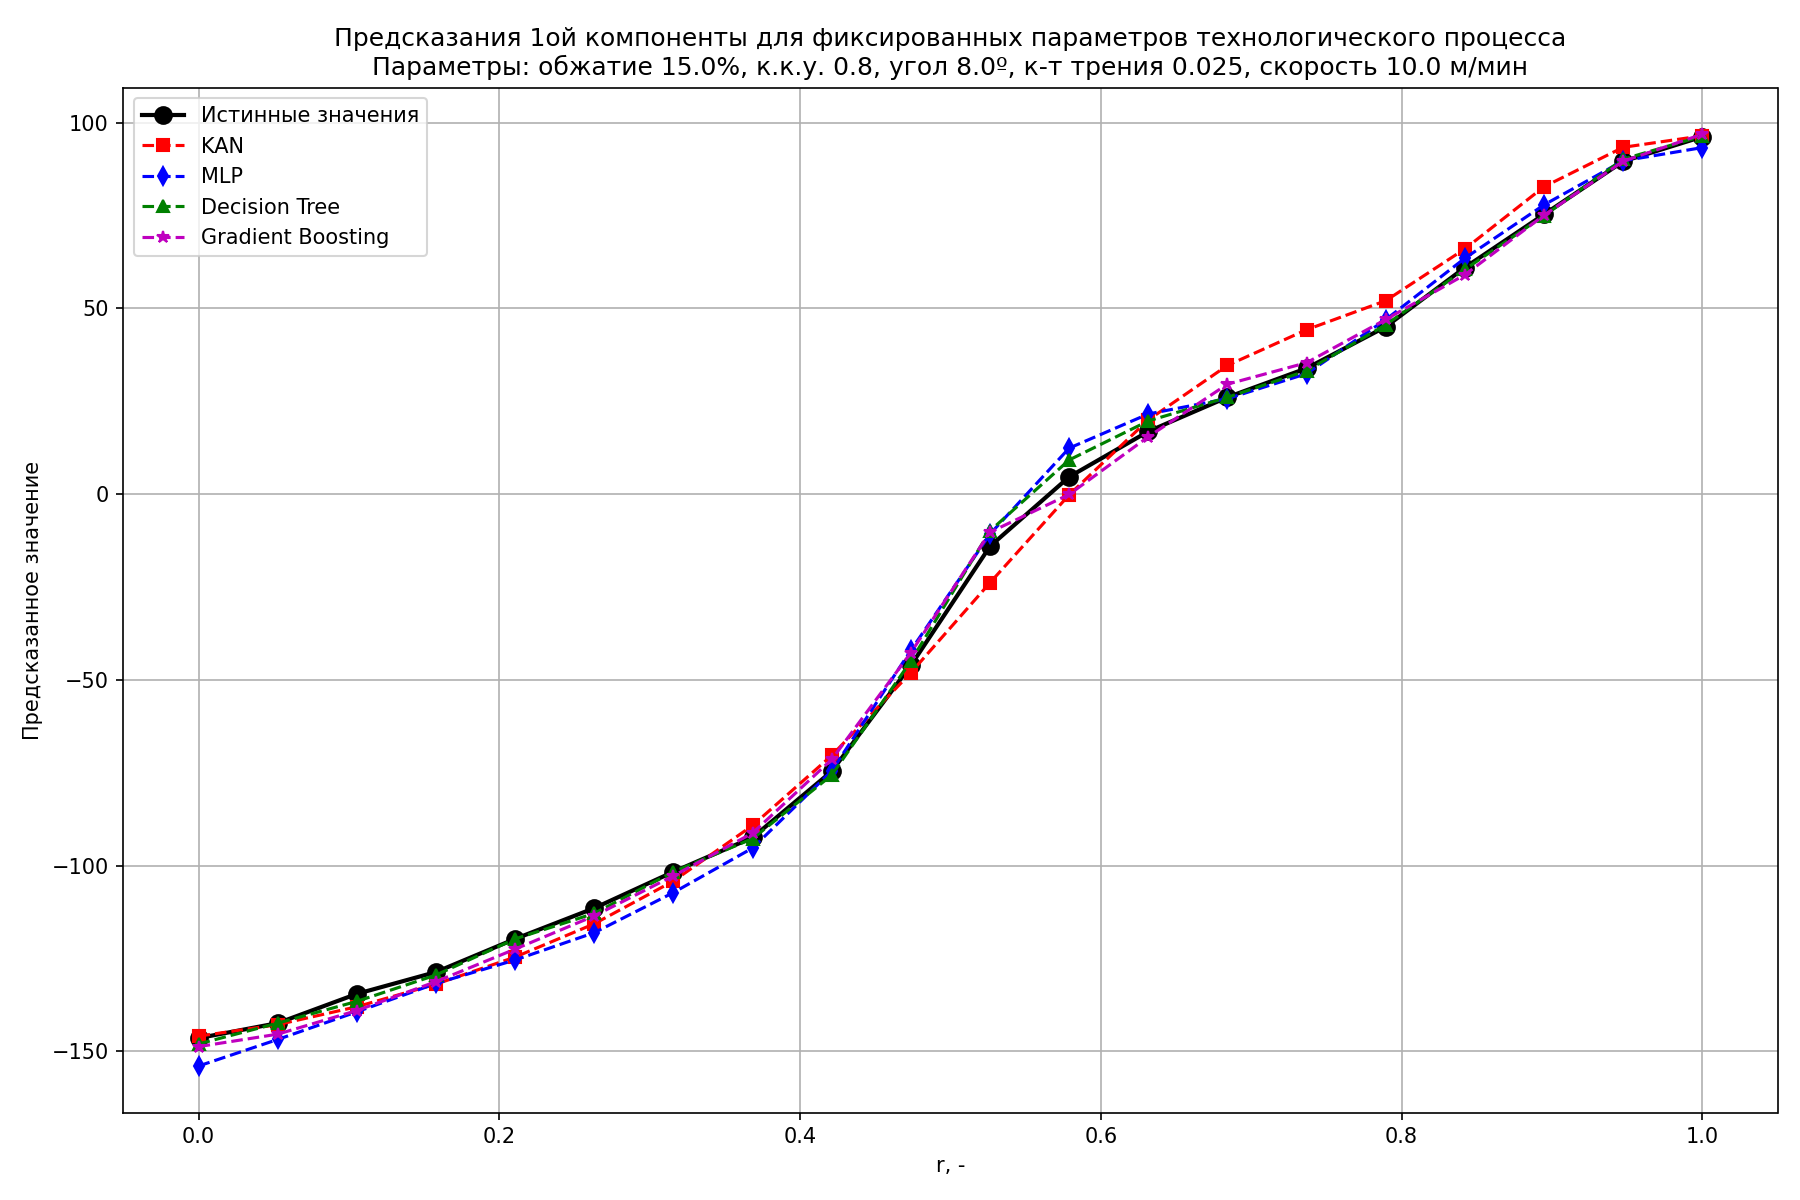 Предсказания 1ой компоненты для фиксированных параметров технологического процесса
Параметры: обжатие 15.0%, к.к.у. 0.8, угол 8.0º, к-т трения 0.025, скорость 10.0 м/мин
Истинные значения
KAN
MLP
Decision Tree
Gradient Boosting
Предсказанное значение
100
50
0
−50
−100
−150
0.0
0.2
0.4
0.6
0.8
1.0
r, -